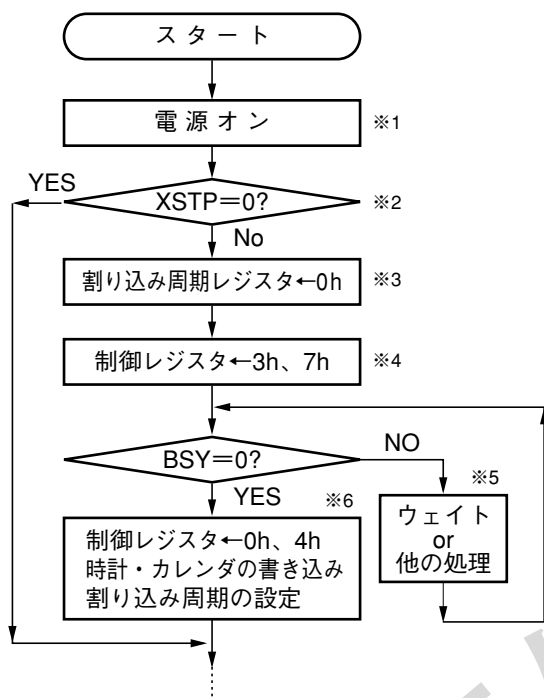 スタート
電源オン ※1
YES
XSTP=0? ※2
No
割り込み周期レジスタ←0h ※3
制御レジスタ←3h、7h ※4
BSY=0?
NO
YES
※5
ウェイト
or
他の処理
※6
制御レジスタ←0h、4h
時計・カレンダの書き込み
割り込み周期の設定